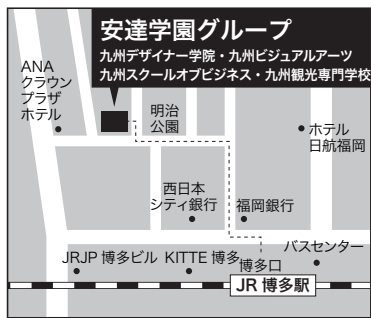 安達学園グループ
九州デザイナー学院・九州ビジュアルアーツ
九州スクールオブビジネス・九州観光専門学校
ANA
クラウン
プラザ
ホテル
明治
公園
ホテル
日航福岡
西日本
シティ銀行
福岡銀行
JRJP 博多ビル
KITTE 博多
博多口
バスセンター
JR 博多駅